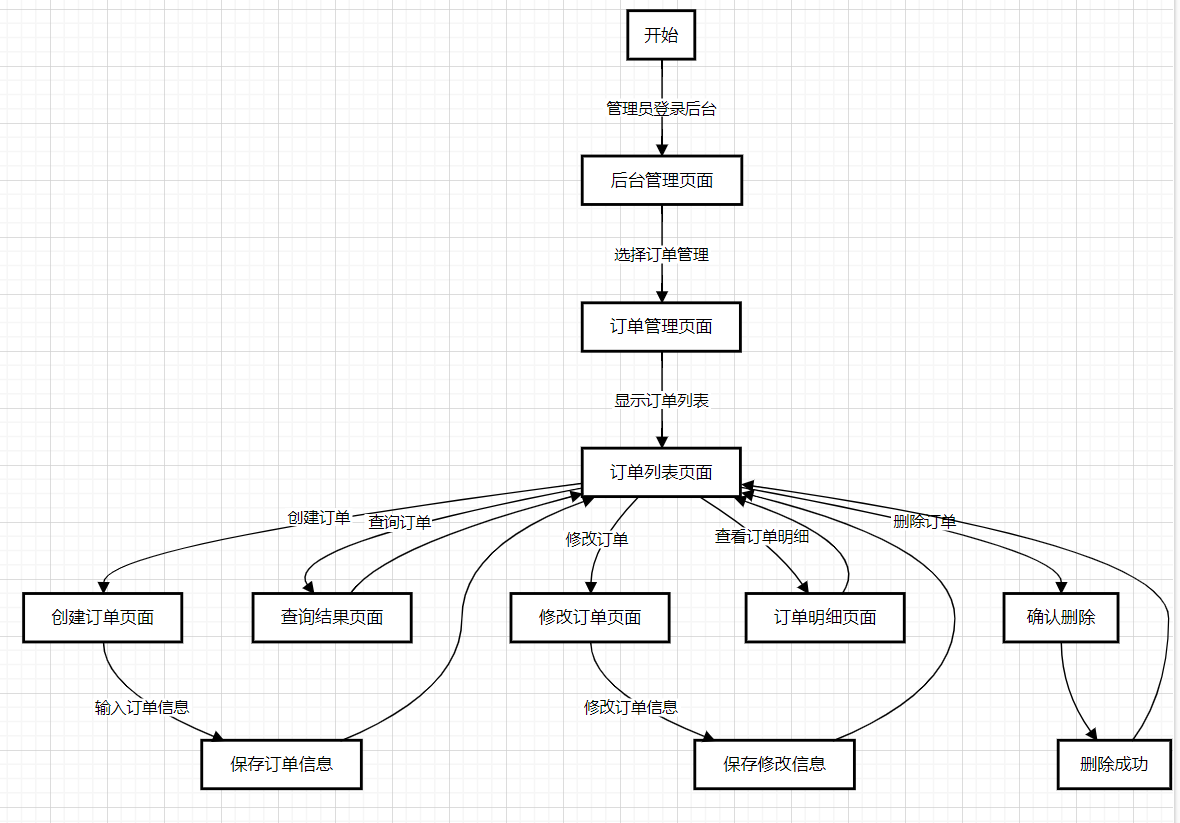 开始
管理员登录后台
后台管理页面
选择订单管理
订单管理页面
显示订单列表
订单列表页面
创建订单
查询订单
修改订单
查看订单明细
删除订单
创建订单页面
查询结果页面
修改订单页面
订单明细页面
确认删除
输入订单信息
修改订单信息
保存订单信息
保存修改信息
删除成功